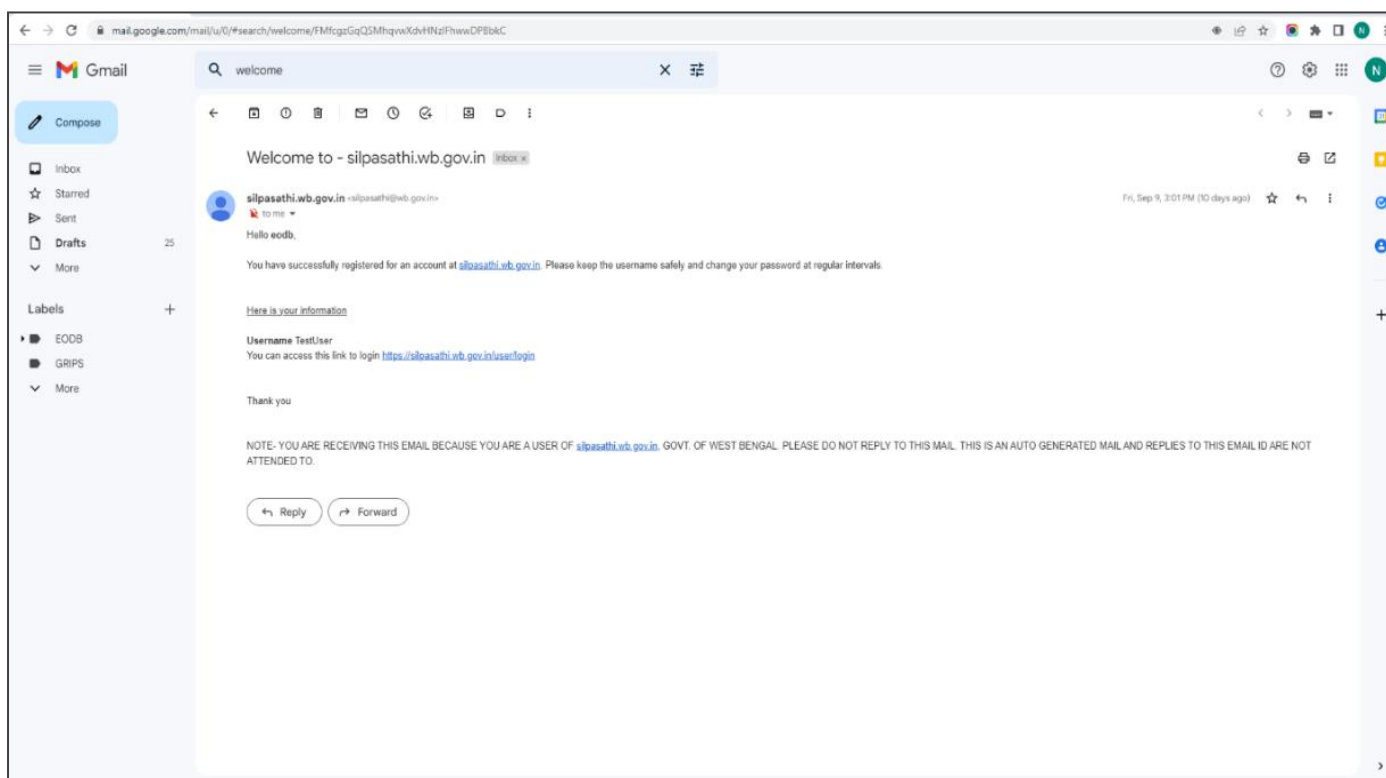 mail.google.com/mail/u/0/#search/welcome/FMfcgzGqQSMhqvwXdvHNzlFhwwDPBbkC
N
Gmail
welcome
N
Compose
Inbox
Starred
Sent
Drafts 25
More
Labels
EODB
GRIPS
More
Welcome to - silpasathi.wb.gov.in Inbox x
silpasathi.wb.gov.in <silpasathi@wb.gov.in> Fri, Sep 9, 3:01 PM (10 days ago)
to me
Hello eodb,
You have successfully registered for an account at silpasathi.wb.gov.in. Please keep the username safely and change your password at regular intervals.
Here is your information
Username TestUser
You can access this link to login https://silpasathi.wb.gov.in/user/login
Thank you
NOTE- YOU ARE RECEIVING THIS EMAIL BECAUSE YOU ARE A USER OF silpasathi.wb.gov.in, GOVT. OF WEST BENGAL. PLEASE DO NOT REPLY TO THIS MAIL. THIS IS AN AUTO GENERATED MAIL AND REPLIES TO THIS EMAIL ID ARE NOT
ATTENDED TO.
Reply Forward